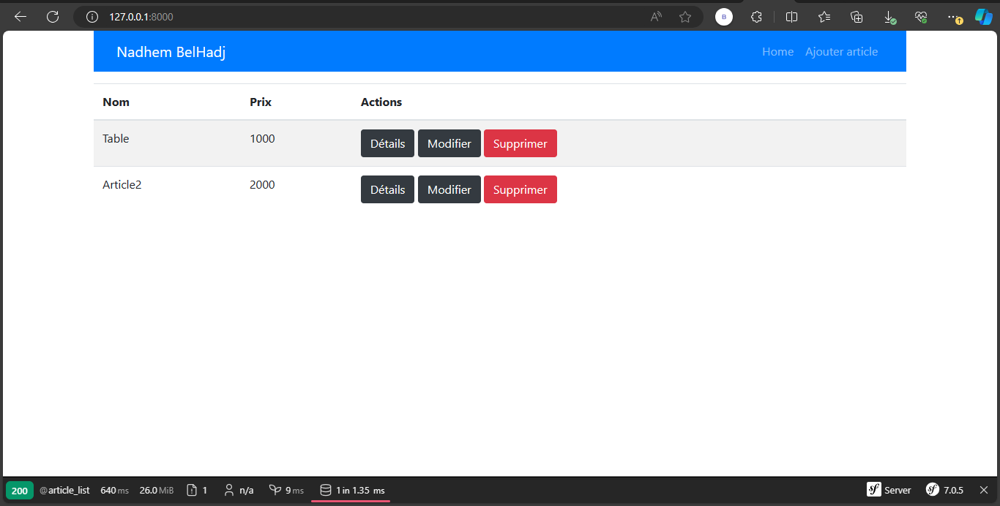 127.0.0.1:8000
B
Nadhem BelHadj Home Ajouter article
Nom Prix Actions
Table 1000 Détails Modifier Supprimer
Article2 2000 Détails Modifier Supprimer
200 @article_list 640 ms 26.0 MiB 1 n/a 9 ms 1 in 1.35 ms sf Server sf 7.0.5